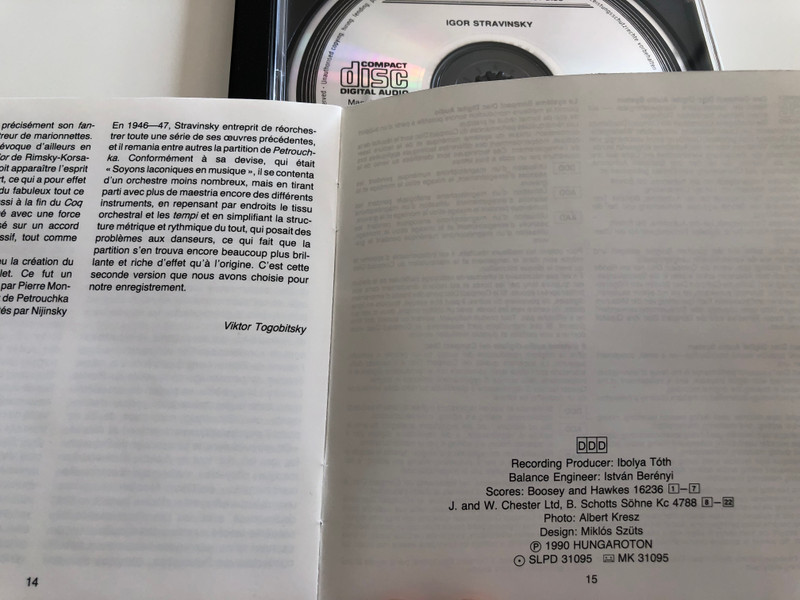 IGOR STRAVINSKY
COMPACT
disc
DIGITAL AUDIO
précisément son fan-
treur de marionnettes.
évoque d'ailleurs en
'or de Rimsky-Korsa-
oit apparaître l'esprit
rt, ce qui a pour effet
du fabuleux tout ce
ssi à la fin du Coq
é avec une force
sé sur un accord
ssif, tout comme
eu la création du
let. Ce fut un
par Pierre Mon-
de Petrouchka
és par Nijinsky
En 1946—47, Stravinsky entreprit de réorches-
trer toute une série de ses œuvres précédentes,
et il remania entre autres la partition de Petrouch-
ka. Conformément à sa devise, qui était
« Soyons laconiques en musique », il se contenta
d'un orchestre moins nombreux, mais en tirant
parti avec plus de maestria encore des différents
instruments, en repensant par endroits le tissu
orchestral et les tempi et en simplifiant la struc-
ture métrique et rythmique du tout, qui posait des
problèmes aux danseurs, ce qui fait que la
partition s'en trouva encore beaucoup plus bril-
lante et riche d'effet qu'à l'origine. C'est cette
seconde version que nous avons choisie pour
notre enregistrement.
Viktor Togobitsky
14
DDD
Recording Producer: Ibolya Tóth
Balance Engineer: István Berényi
Scores: Boosey and Hawkes 16236 1–7
J. and W. Chester Ltd, B. Schotts Söhne Kc 4788 8–22
Photo: Albert Kresz
Design: Miklós Szüts
℗ 1990 HUNGAROTON
SLPD 31095 MK 31095
15